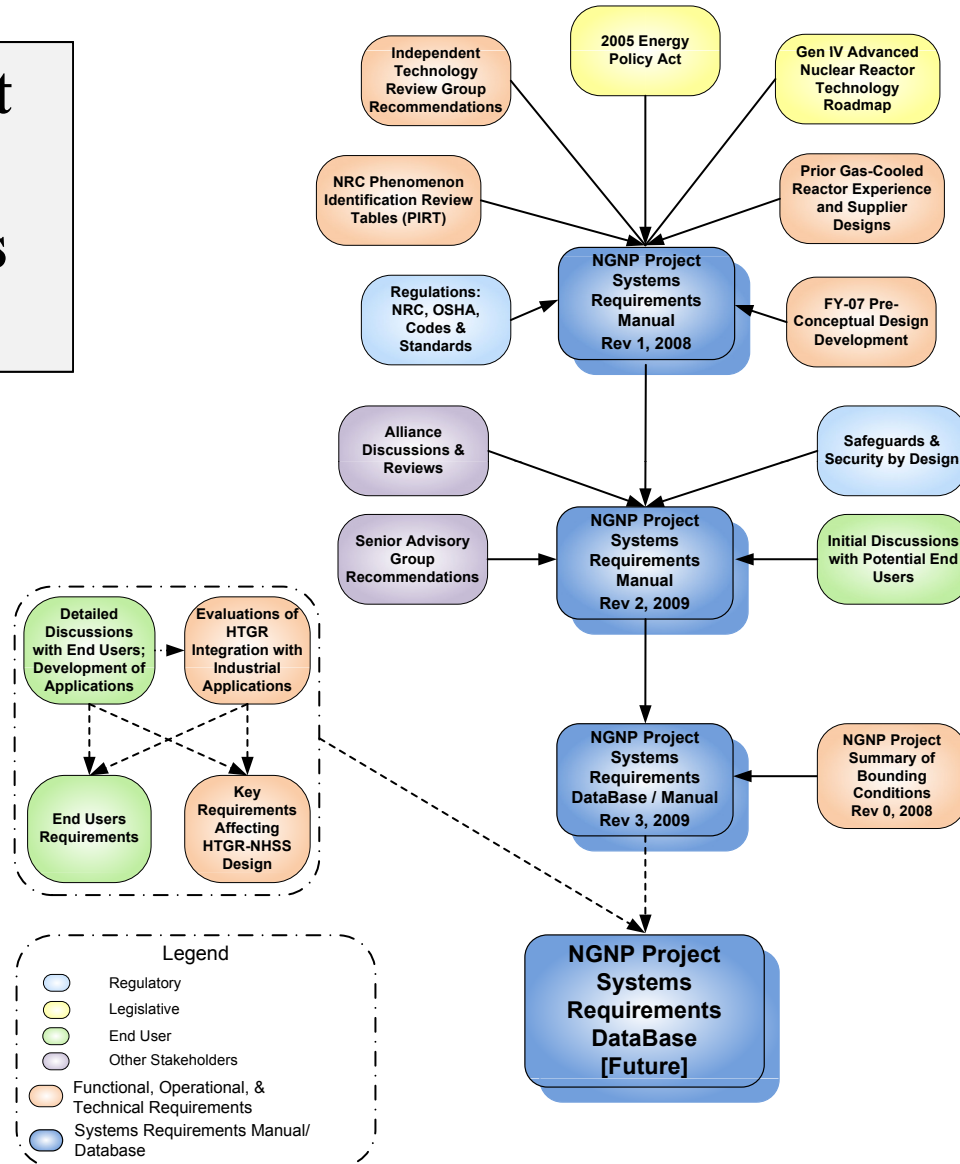 t
s
2005 Energy
Policy Act
Independent
Technology
Review Group
Recommendations
Gen IV Advanced
Nuclear Reactor
Technology
Roadmap
NRC Phenomenon
Identification Review
Tables (PIRT)
Prior Gas-Cooled
Reactor Experience
and Supplier
Designs
NGNP Project
Systems
Requirements
Manual
Rev 1, 2008
Regulations:
NRC, OSHA,
Codes &
Standards
FY-07 Pre-
Conceptual Design
Development
Alliance
Discussions &
Reviews
Safeguards &
Security by Design
NGNP Project
Systems
Requirements
Manual
Rev 2, 2009
Senior Advisory
Group
Recommendations
Initial Discussions
with Potential End
Users
Detailed
Discussions
with End Users;
Development of
Applications
Evaluations of
HTGR
Integration with
Industrial
Applications
End Users
Requirements
Key
Requirements
Affecting
HTGR-NHSS
Design
NGNP Project
Systems
Requirements
DataBase / Manual
Rev 3, 2009
NGNP Project
Summary of
Bounding
Conditions
Rev 0, 2008
NGNP Project
Systems
Requirements
DataBase
[Future]
Legend
Regulatory
Legislative
End User
Other Stakeholders
Functional, Operational, &
Technical Requirements
Systems Requirements Manual/
Database